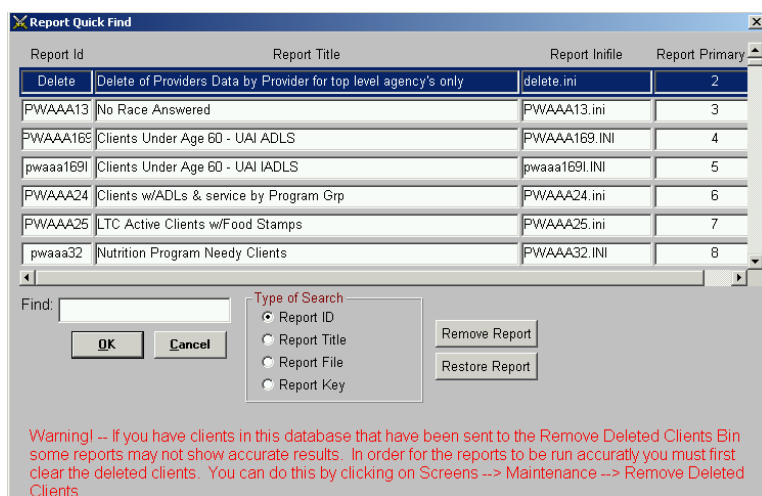 Report Quick Find
Report Id Report Title Report Inifile Report Primary
Delete Delete of Providers Data by Provider for top level agency's only delete.ini 2
PWAAA13 No Race Answered PWAAA13.ini 3
PWAAA169 Clients Under Age 60 - UAI ADLS PWAAA169.INI 4
pwaaa169I Clients Under Age 60 - UAI IADLS pwaaa169I.INI 5
PWAAA24 Clients w/ADLs & service by Program Grp PWAAA24.ini 6
PWAAA25 LTC Active Clients w/Food Stamps PWAAA25.ini 7
pwaaa32 Nutrition Program Needy Clients PWAAA32.INI 8
Find:
Type of Search
Report ID
Report Title
Report File
Report Key
OK Cancel
Remove Report
Restore Report
Warning! -- If you have clients in this database that have been sent to the Remove Deleted Clients Bin
some reports may not show accurate results. In order for the reports to be run accuratly you must first
clear the deleted clients. You can do this by clicking on Screens --> Maintenance --> Remove Deleted
Clients